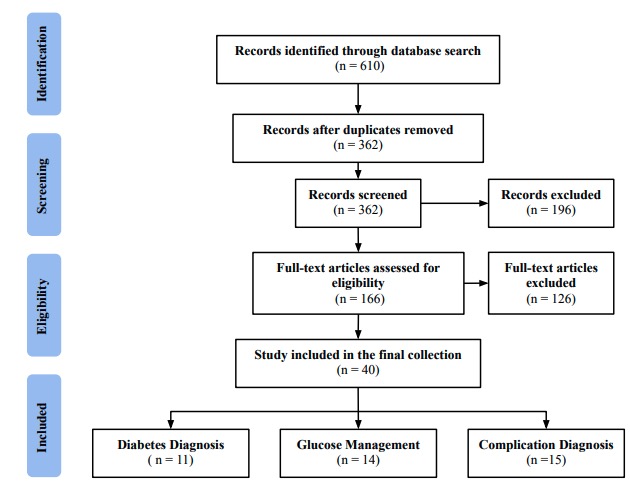 Identification
Records identified through database search
(n = 610)
Records after duplicates removed
(n = 362)
Screening
Records screened
(n = 362)
Records excluded
(n = 196)
Eligibility
Full-text articles assessed for
eligibility
(n = 166)
Full-text articles
excluded
(n = 126)
Study included in the final collection
(n = 40)
Included
Diabetes Diagnosis
( n = 11)
Glucose Management
(n = 14)
Complication Diagnosis
(n =15)